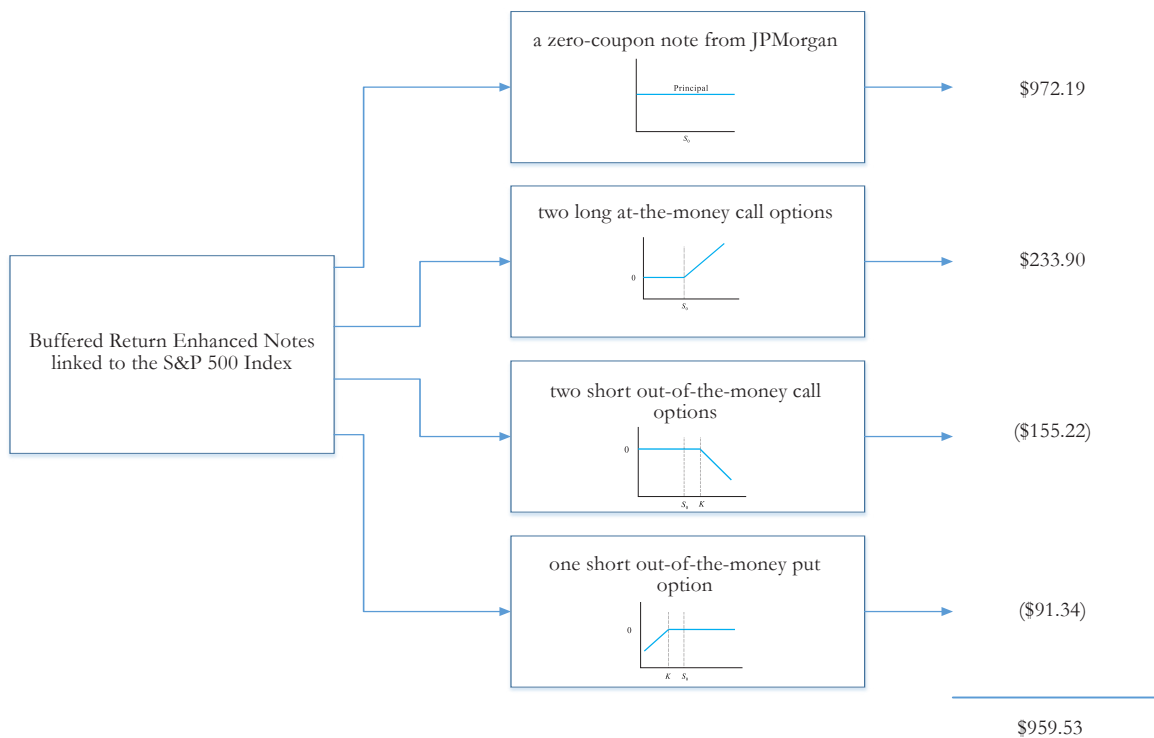 a zero-coupon note from JPMorgan
Principal
S0
$972.19
two long at-the-money call options
0
S0
$233.90
Buffered Return Enhanced Notes
linked to the S&P 500 Index
two short out-of-the-money call
options
0
S0 K
($155.22)
one short out-of-the-money put
option
0
K S0
($91.34)
$959.53